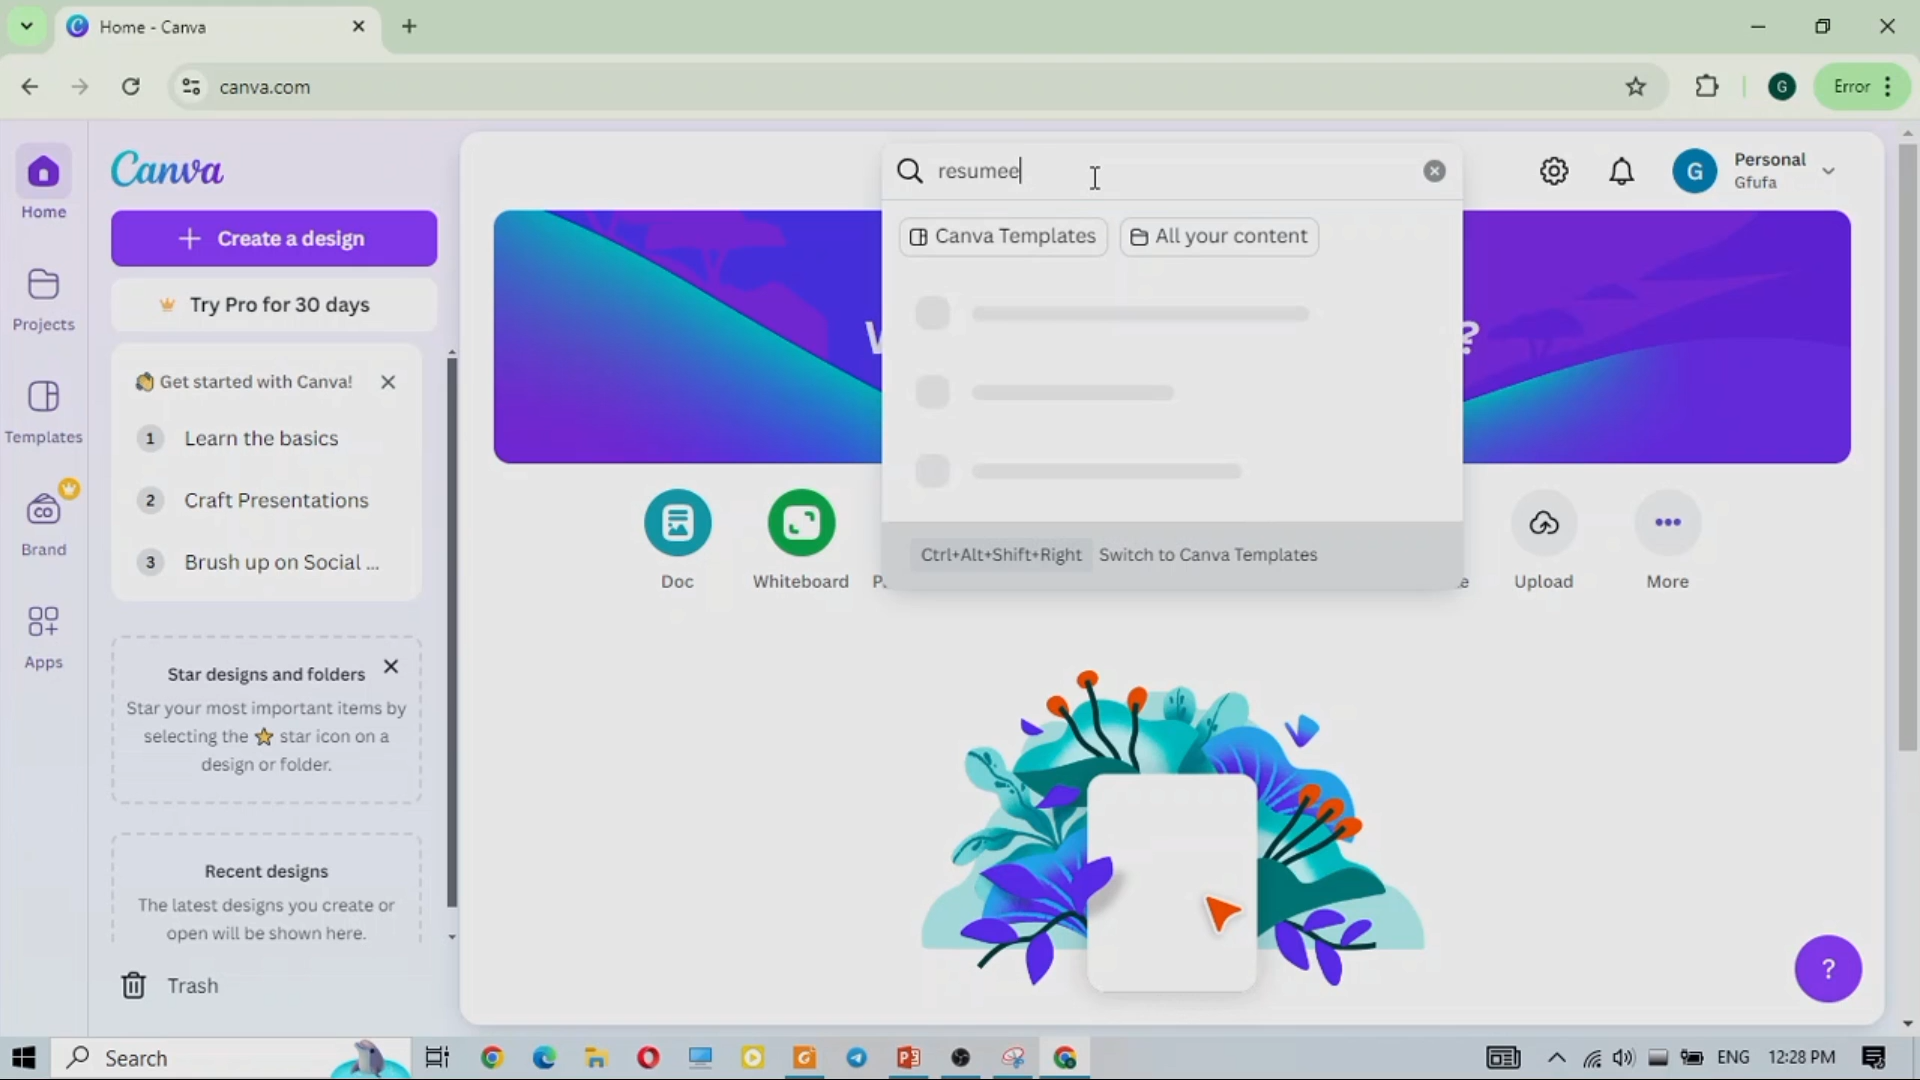 Home - Canva
canva.com
G
Error
Canva
Home
Create a design
Try Pro for 30 days
Get started with Canva!
1 Learn the basics
2 Craft Presentations
3 Brush up on Social ...
Projects
Templates
Brand
CO
Apps
Star designs and folders
Star your most important items by
selecting the star icon on a
design or folder.
Recent designs
The latest designs you create or
open will be shown here.
Trash
resumee
Canva Templates
All your content
Ctrl+Alt+Shift+Right Switch to Canva Templates
G
Personal
Gfufa
W
?
Doc
Whiteboard
P
e
Upload
More
?
Search
ENG
12:28 PM